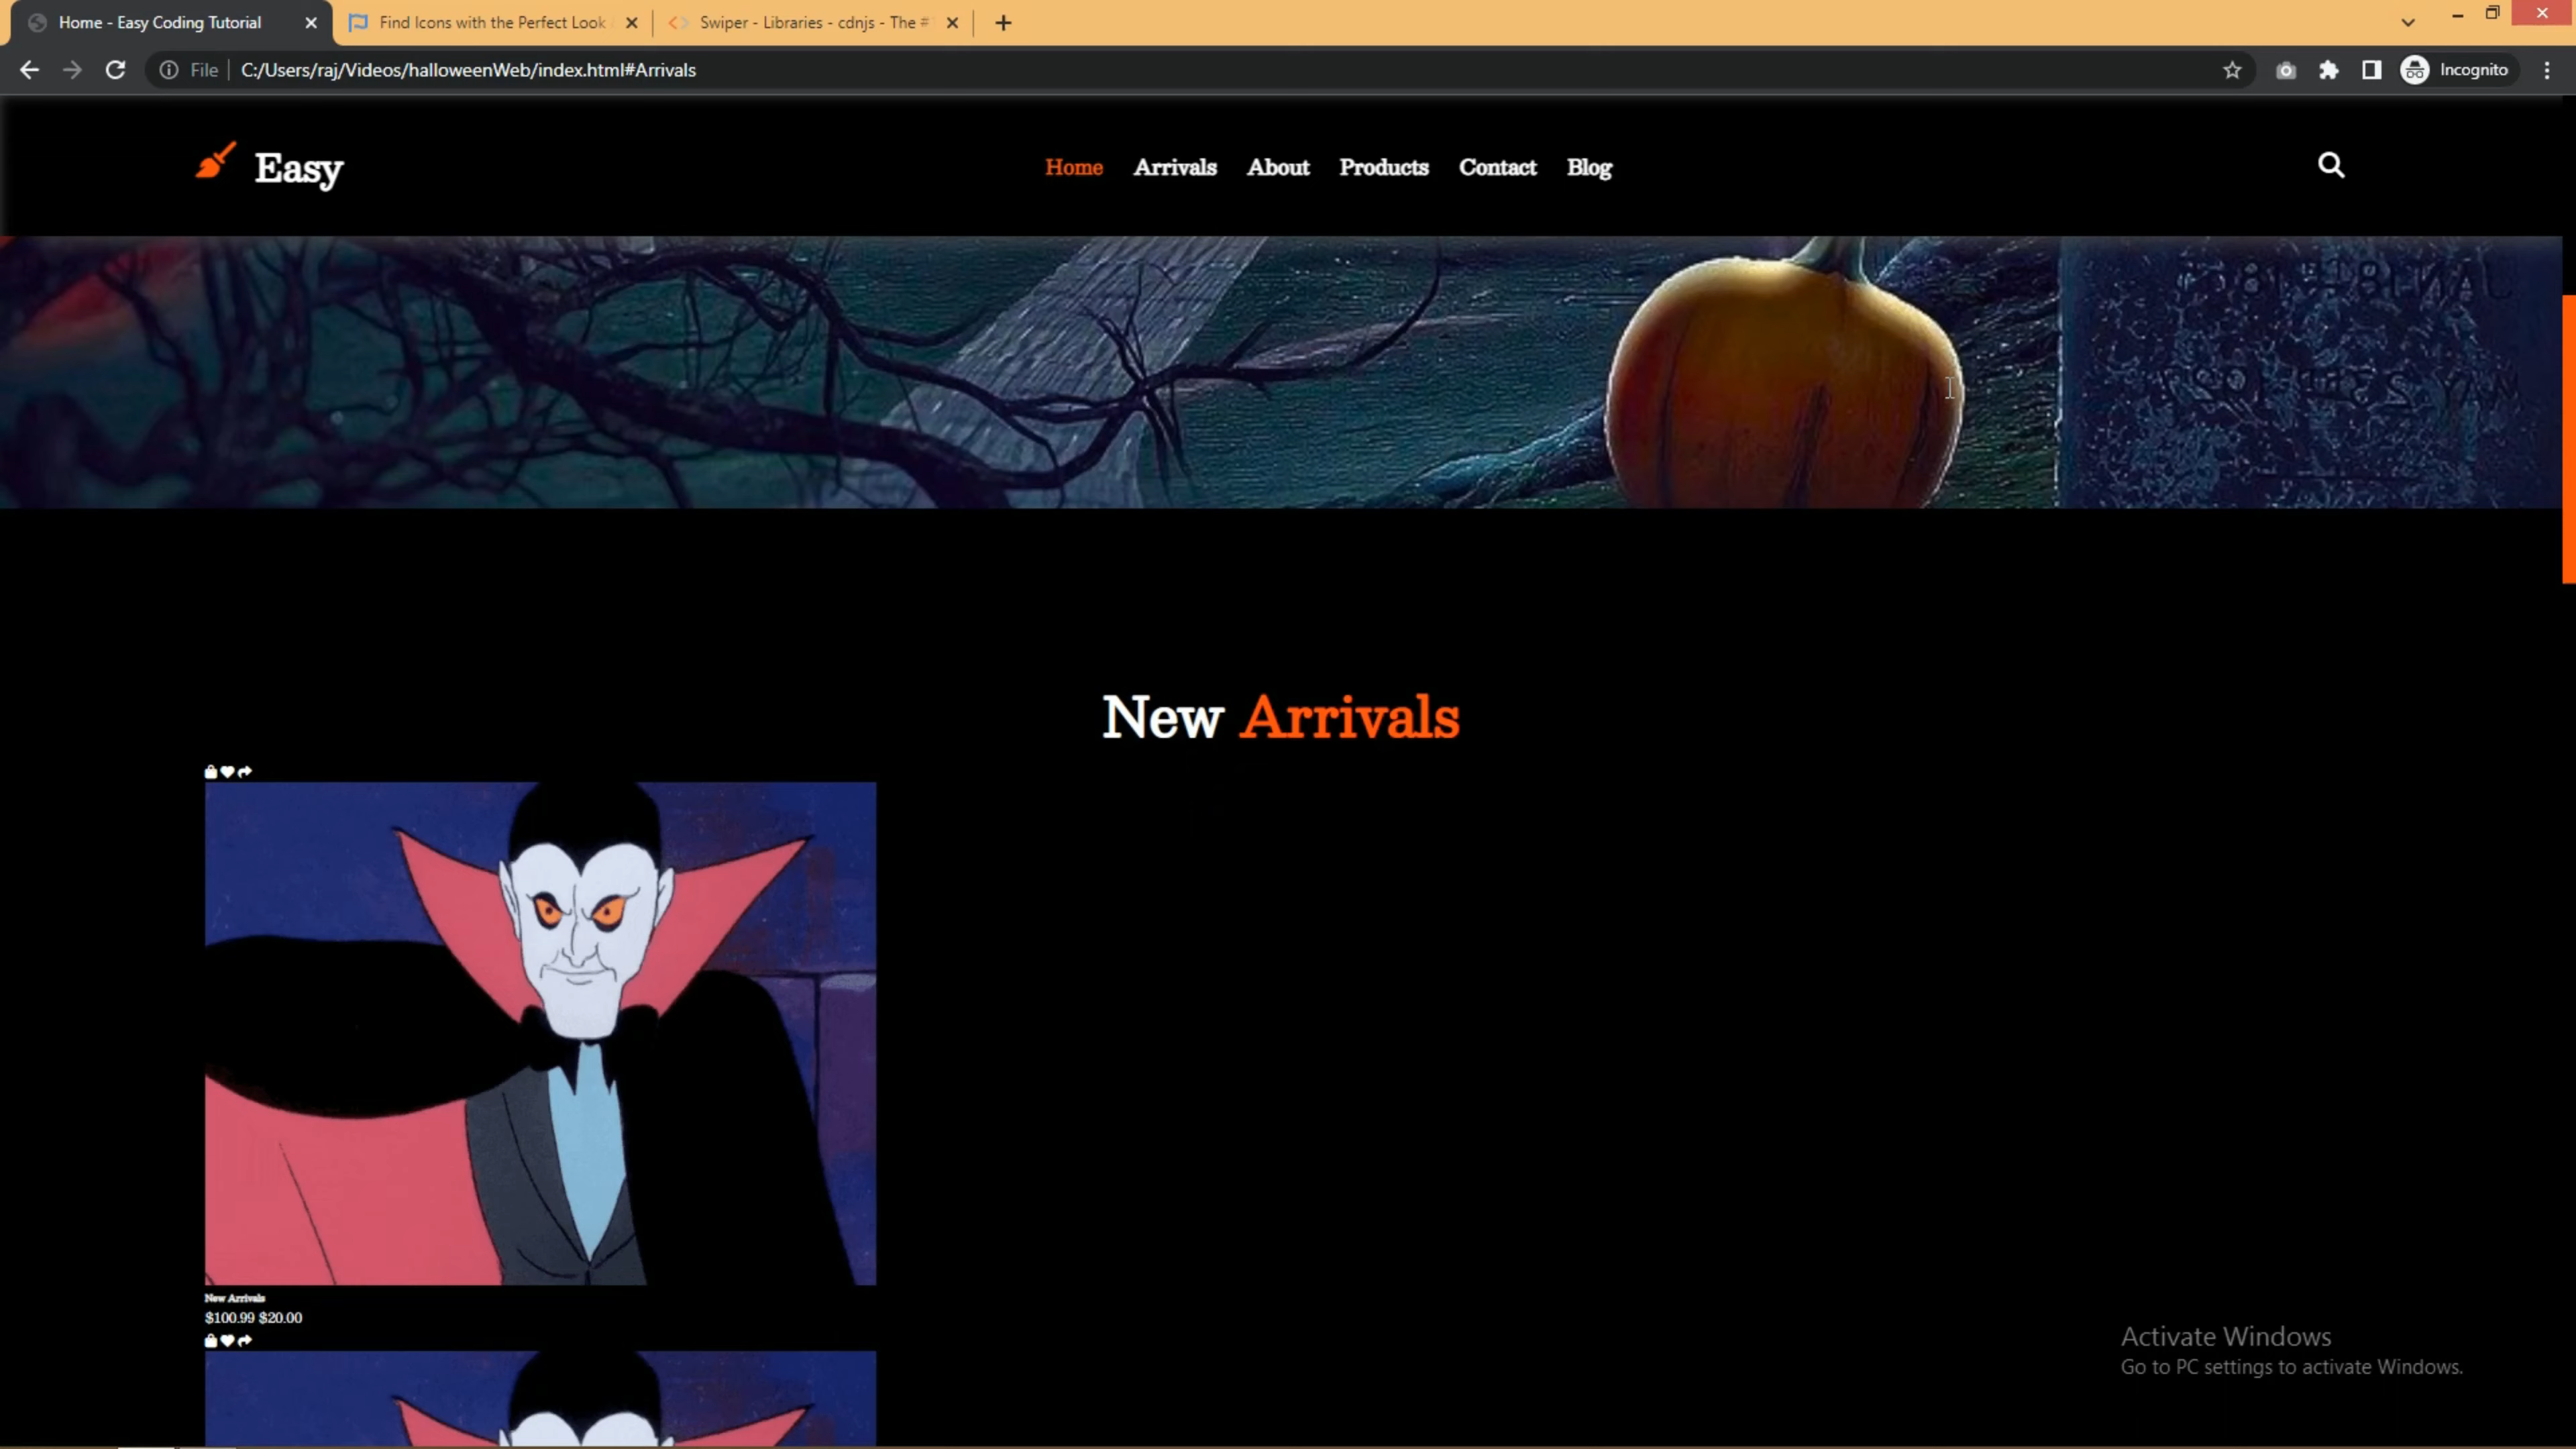 Home - Easy Coding Tutorial
Find Icons with the Perfect Look
Swiper - Libraries - cdnjs - The #
File
C:/Users/raj/Videos/halloweenWeb/index.html#Arrivals
Incognito
Easy
Home Arrivals About Products Contact Blog
New Arrivals
New Arrivals
$100.99 $20.00
Activate Windows
Go to PC settings to activate Windows.